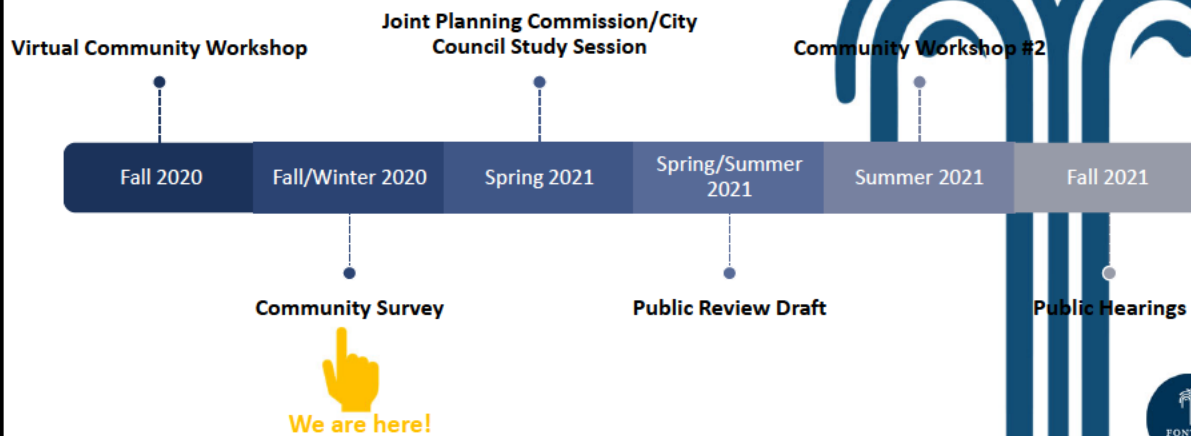 Joint Planning Commission/City
Council Study Session
Virtual Community Workshop
Community Workshop #2
Fall 2020
Fall/Winter 2020
Spring 2021
Spring/Summer
2021
Summer 2021
Fall 2021
Community Survey
Public Review Draft
Public Hearings
We are here!